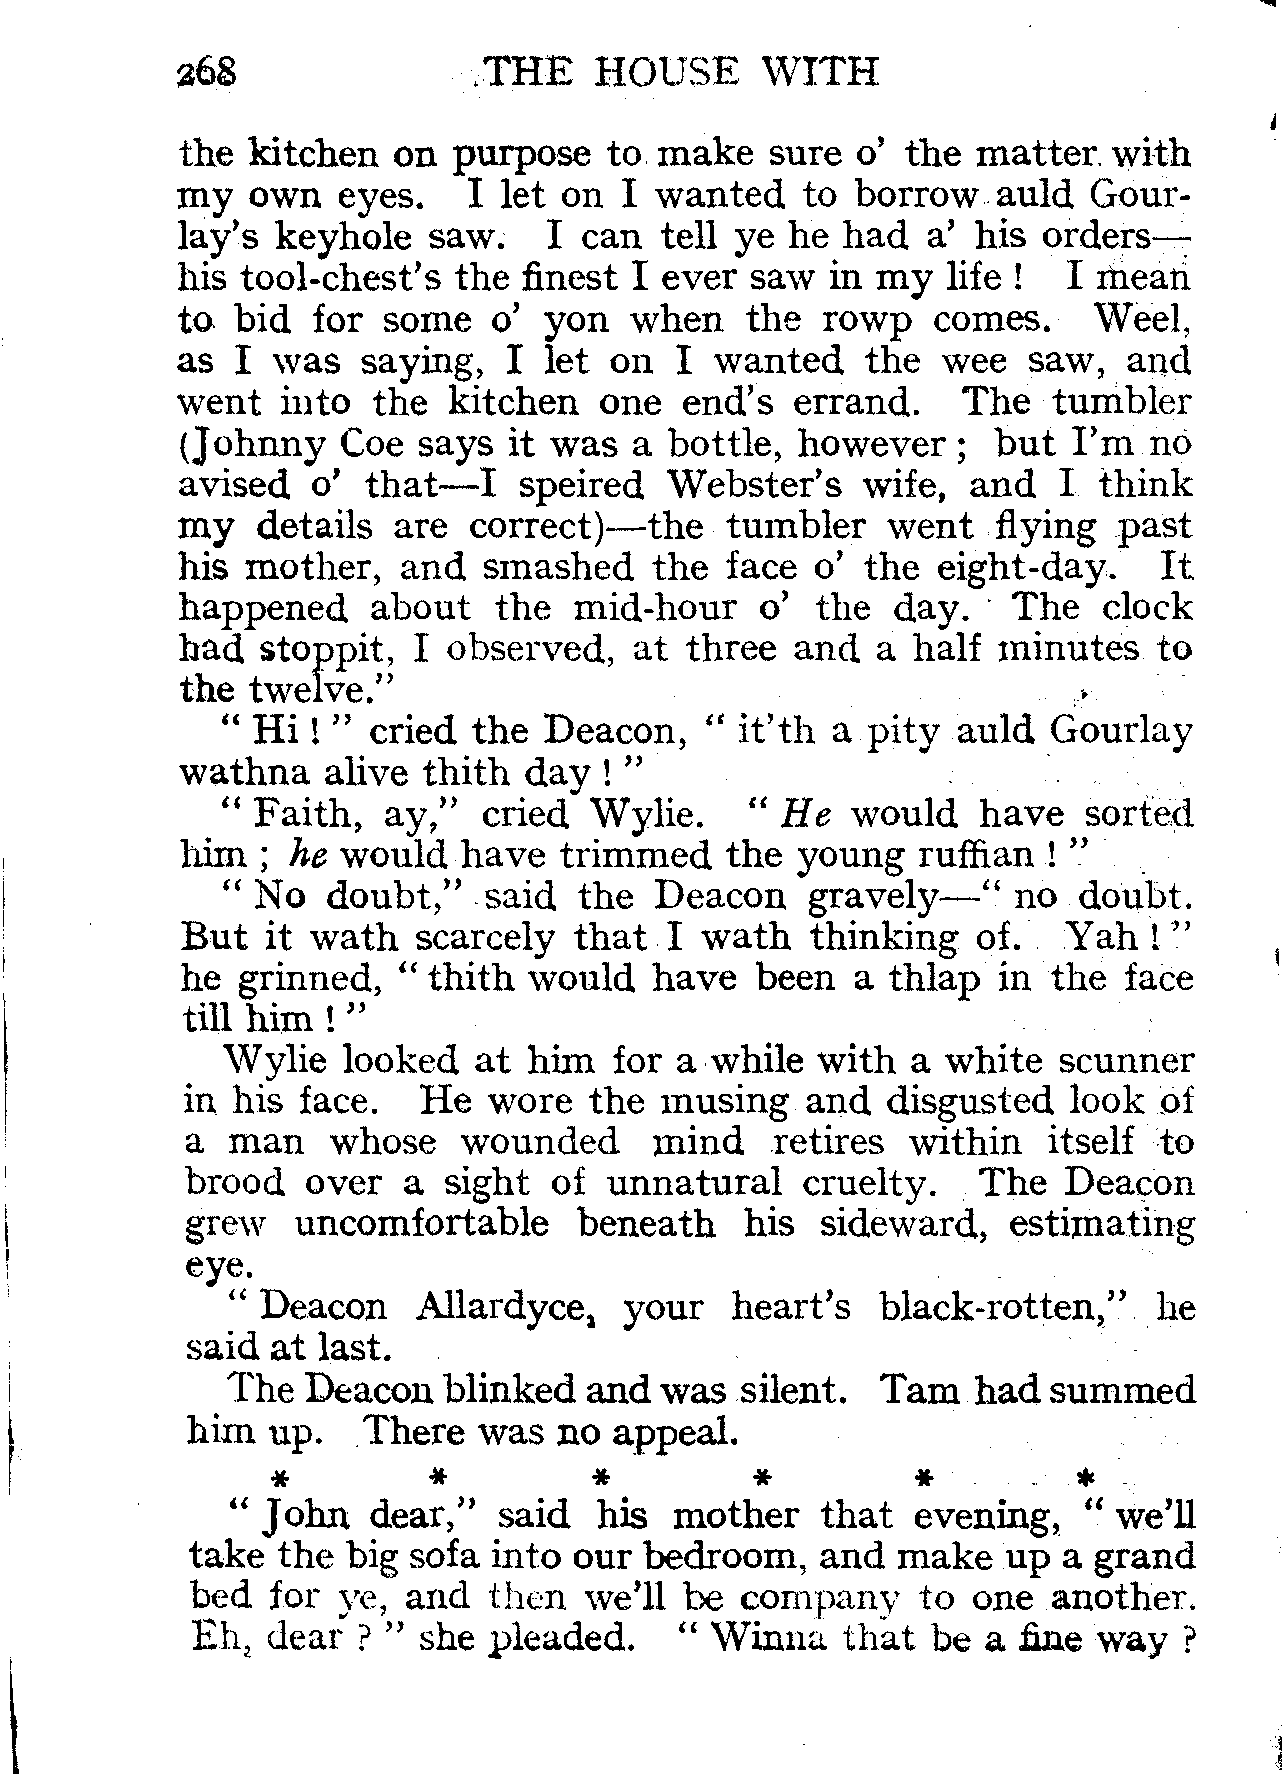 268 THE HOUSE WITH
the kitchen on purpose to make sure o' the matter with
my own eyes. I let on I wanted to borrow auld Gour-
lay's keyhole saw. I can tell ye he had a' his orders—
his tool-chest's the finest I ever saw in my life ! I mean
to bid for some o' yon when the rowp comes. Weel,
as I was saying, I let on I wanted the wee saw, and
went into the kitchen one end's errand. The tumbler
(Johnny Coe says it was a bottle, however ; but I'm no
avised o' that—I speired Webster's wife, and I think
my details are correct)—the tumbler went flying past
his mother, and smashed the face o' the eight-day. It
happened about the mid-hour o' the day. The clock
had stoppit, I observed, at three and a half minutes to
the twelve."
" Hi ! " cried the Deacon, " it'th a pity auld Gourlay
wathna alive thith day ! "
" Faith, ay," cried Wylie. " He would have sorted
him ; he would have trimmed the young ruffian ! "
" No doubt," said the Deacon gravely—" no doubt.
But it wath scarcely that I wath thinking of. Yah ! "
he grinned, " thith would have been a thlap in the face
till him ! "
Wylie looked at him for a while with a white scunner
in his face. He wore the musing and disgusted look of
a man whose wounded mind retires within itself to
brood over a sight of unnatural cruelty. The Deacon
grew uncomfortable beneath his sideward, estimating
eye.
" Deacon Allardyce, your heart's black-rotten," he
said at last.
The Deacon blinked and was silent. Tam had summed
him up. There was no appeal.
* * * * * *
" John dear," said his mother that evening, " we'll
take the big sofa into our bedroom, and make up a grand
bed for ye, and then we'll be company to one another.
Eh, dear ? " she pleaded. " Winna that be a fine way ?